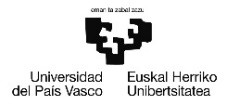 eman ta zabal zazu
Universidad
del País Vasco
Euskal Herriko
Unibertsitatea